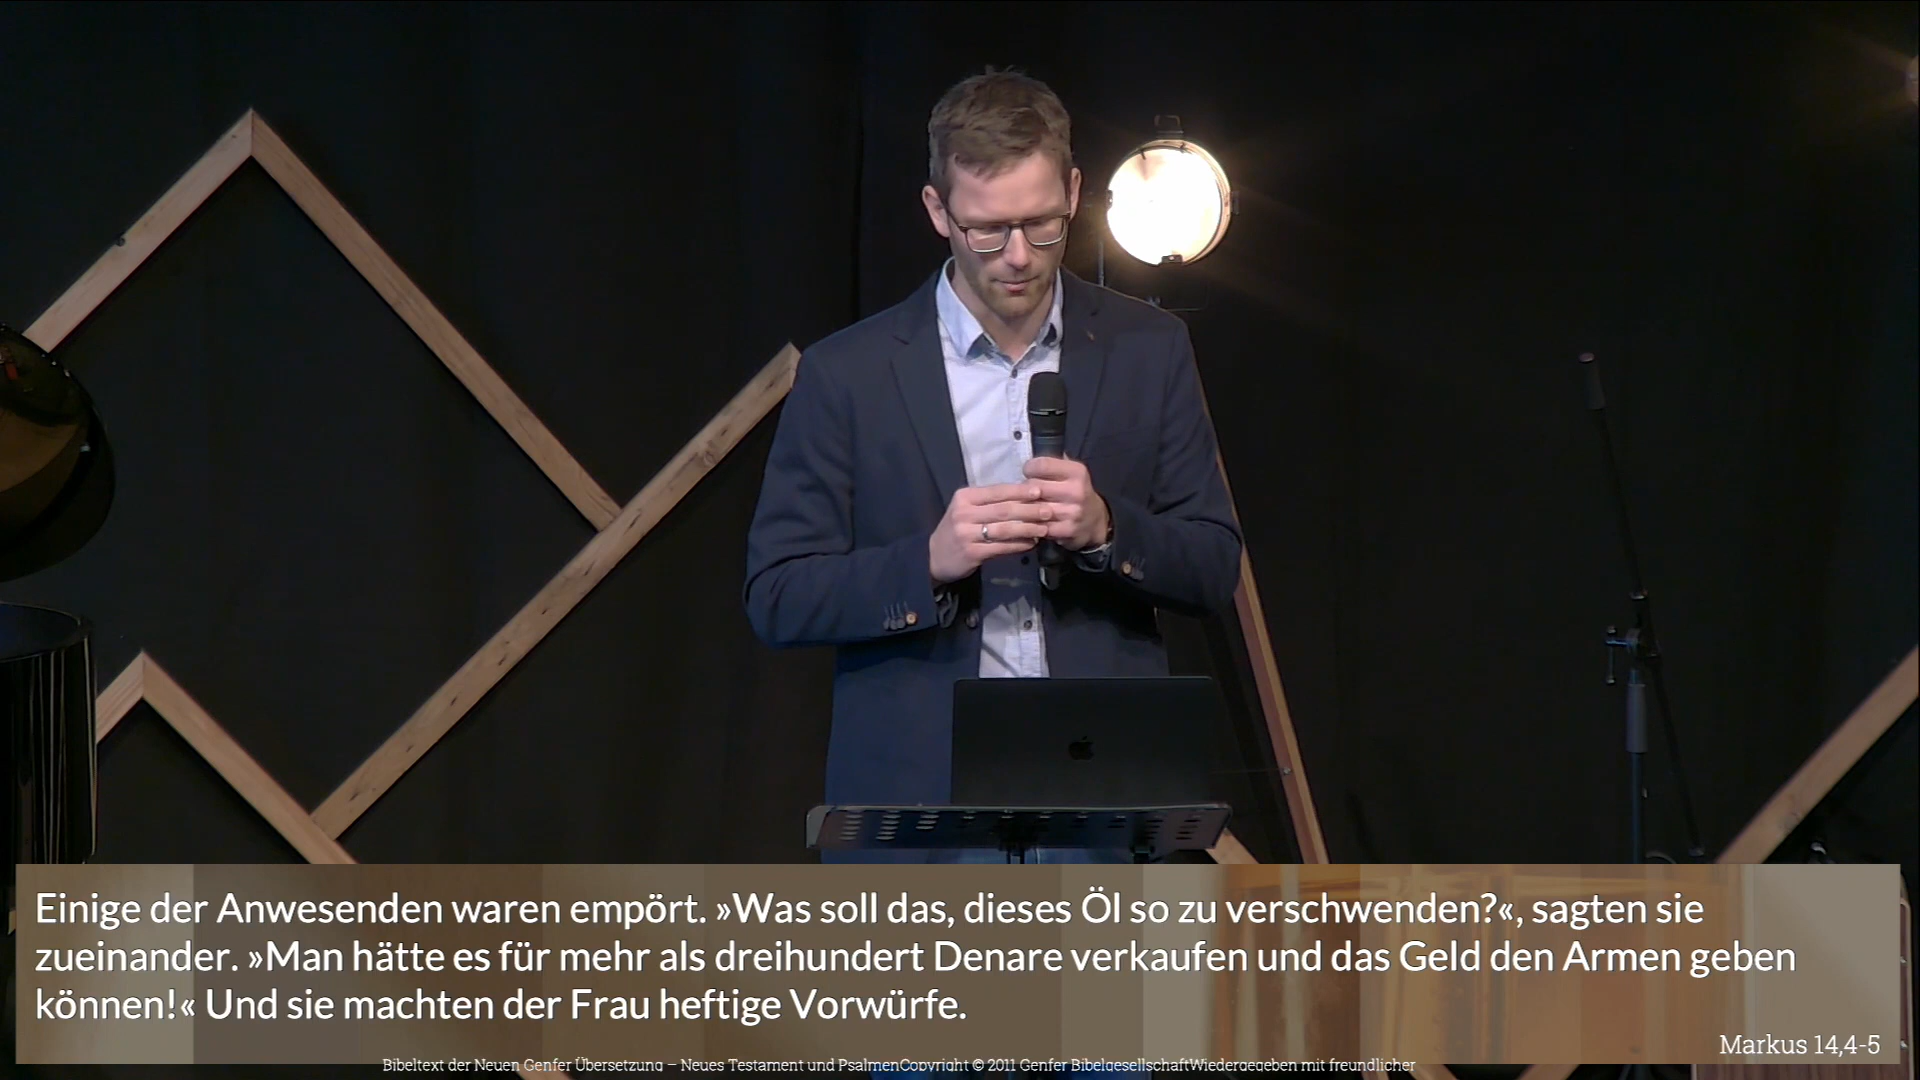 Einige der Anwesenden waren empört. »Was soll das, dieses Öl so zu verschwenden?«, sagten sie
zueinander. »Man hätte es für mehr als dreihundert Denare verkaufen und das Geld den Armen geben
können!« Und sie machten der Frau heftige Vorwürfe.
Markus 14,4-5
Bibeltext der Neuen Genfer Übersetzung – Neues Testament und PsalmenCopyright © 2011 Genfer BibelgesellschaftWiedergegeben mit freundlicher